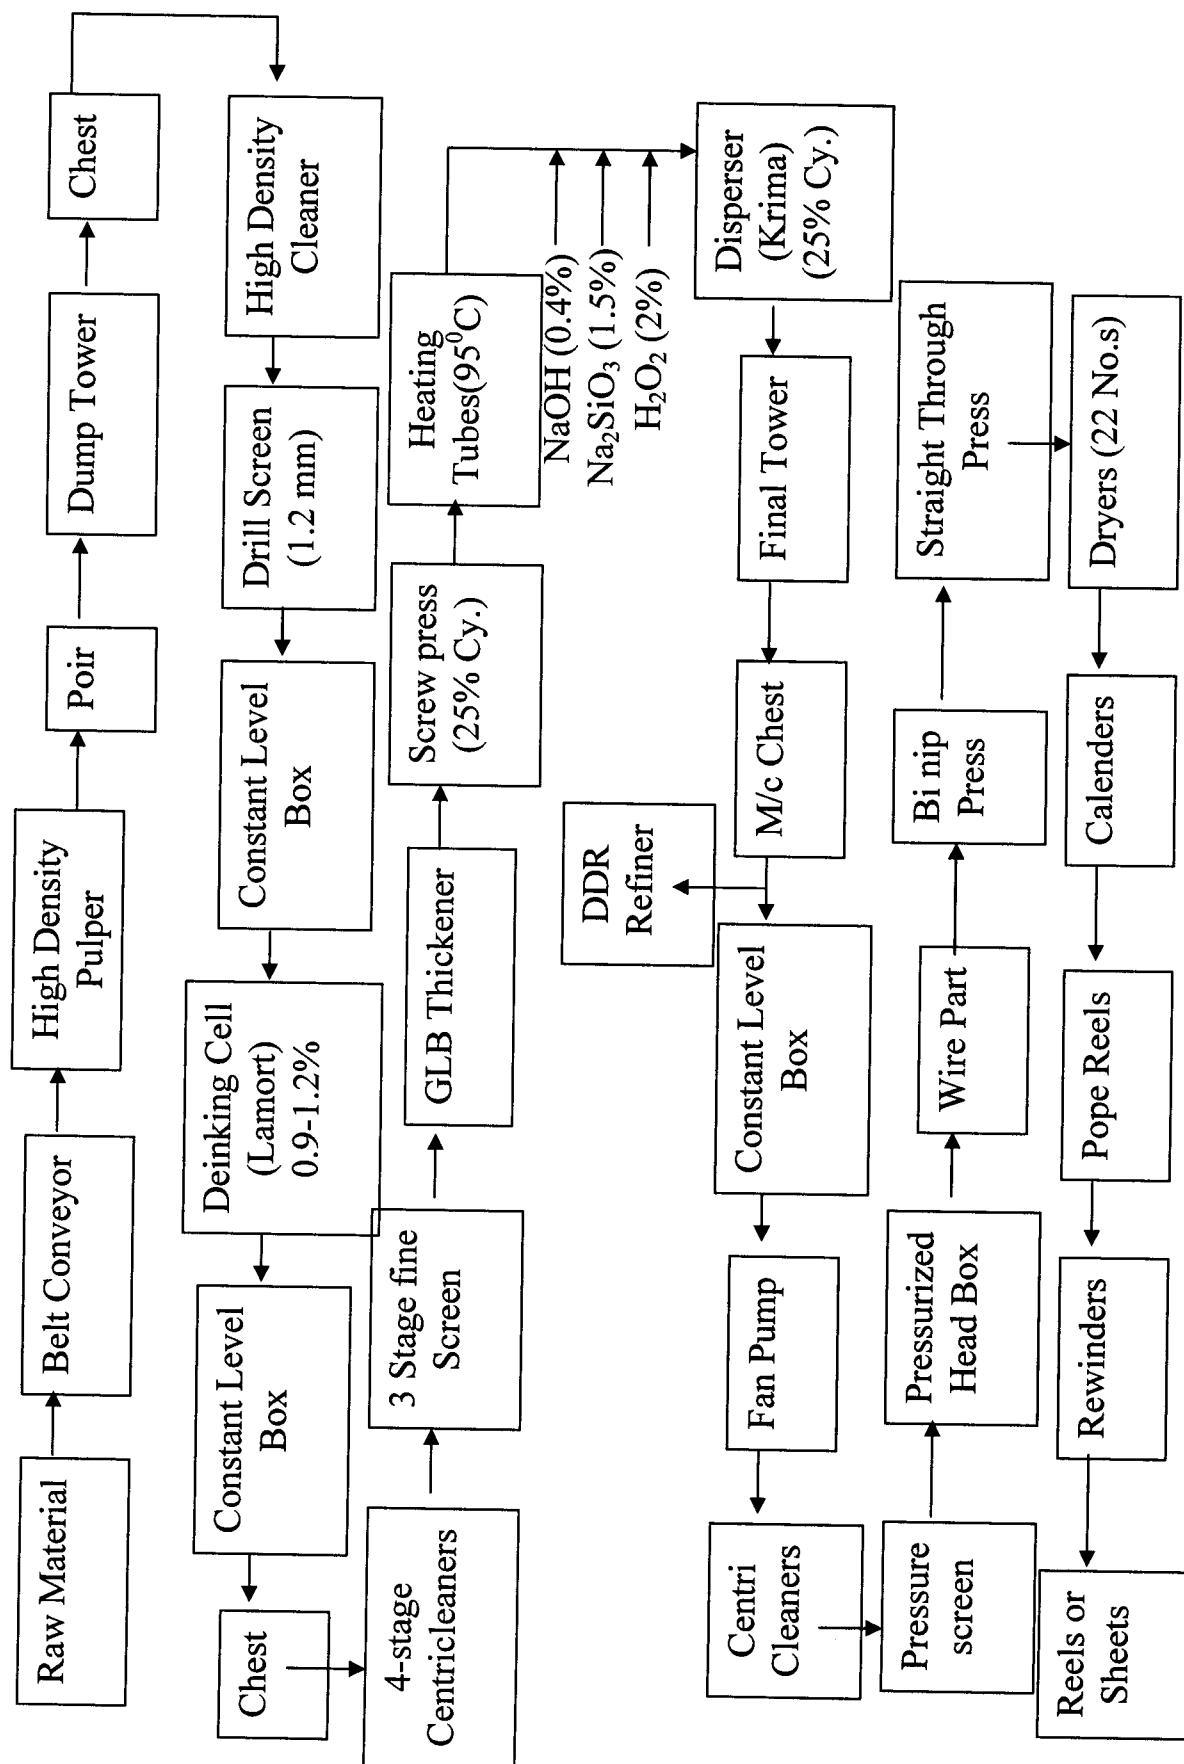 Raw Material
Belt Conveyor
High Density
Pulper
Poir
Dump Tower
Chest
High Density
Cleaner
Drill Screen
(1.2 mm)
Constant Level
Box
Deinking Cell
(Lamort)
0.9-1.2%
Constant Level
Box
Chest
4-stage
Centricleaners
3 Stage fine
Screen
GLB Thickener
Screw press
(25% Cy.)
Heating
Tubes(95⁰C)
NaOH (0.4%)
Na₂SiO₃ (1.5%)
H₂O₂ (2%)
Disperser
(Krima)
(25% Cy.)
Final Tower
M/c Chest
DDR
Refiner
Constant Level
Box
Fan Pump
Centri
Cleaners
Pressure
screen
Pressurized
Head Box
Wire Part
Bi nip
Press
Straight Through
Press
Dryers (22 No.s)
Calenders
Pope Reels
Rewinders
Reels or
Sheets